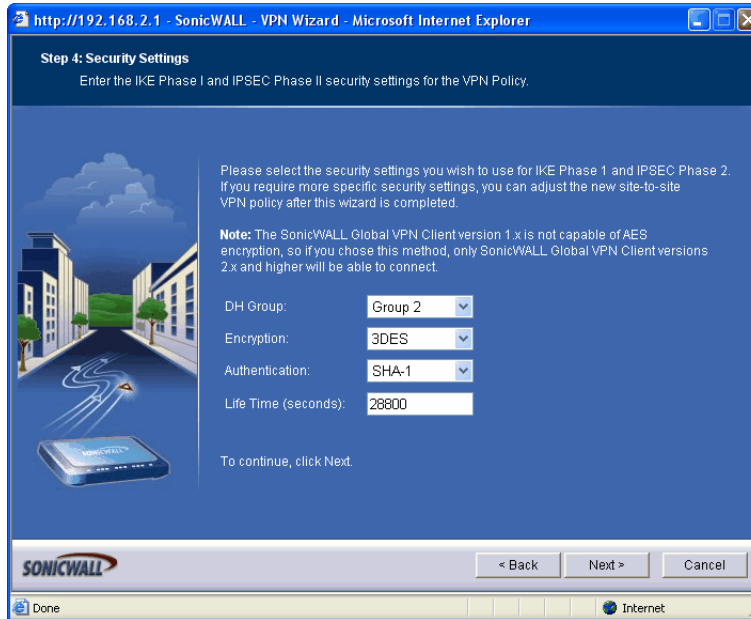 http://192.168.2.1 - SonicWALL - VPN Wizard - Microsoft Internet Explorer
Step 4: Security Settings
Enter the IKE Phase I and IPSEC Phase II security settings for the VPN Policy.
Please select the security settings you wish to use for IKE Phase 1 and IPSEC Phase 2.
If you require more specific security settings, you can adjust the new site-to-site
VPN policy after this wizard is completed.
Note: The SonicWALL Global VPN Client version 1.x is not capable of AES
encryption, so if you chose this method, only SonicWALL Global VPN Client versions
2.x and higher will be able to connect.
DH Group: Group 2
Encryption: 3DES
Authentication: SHA-1
Life Time (seconds): 28800
SONICWALL
To continue, click Next.
SONICWALL
< Back Next > Cancel
Done Internet